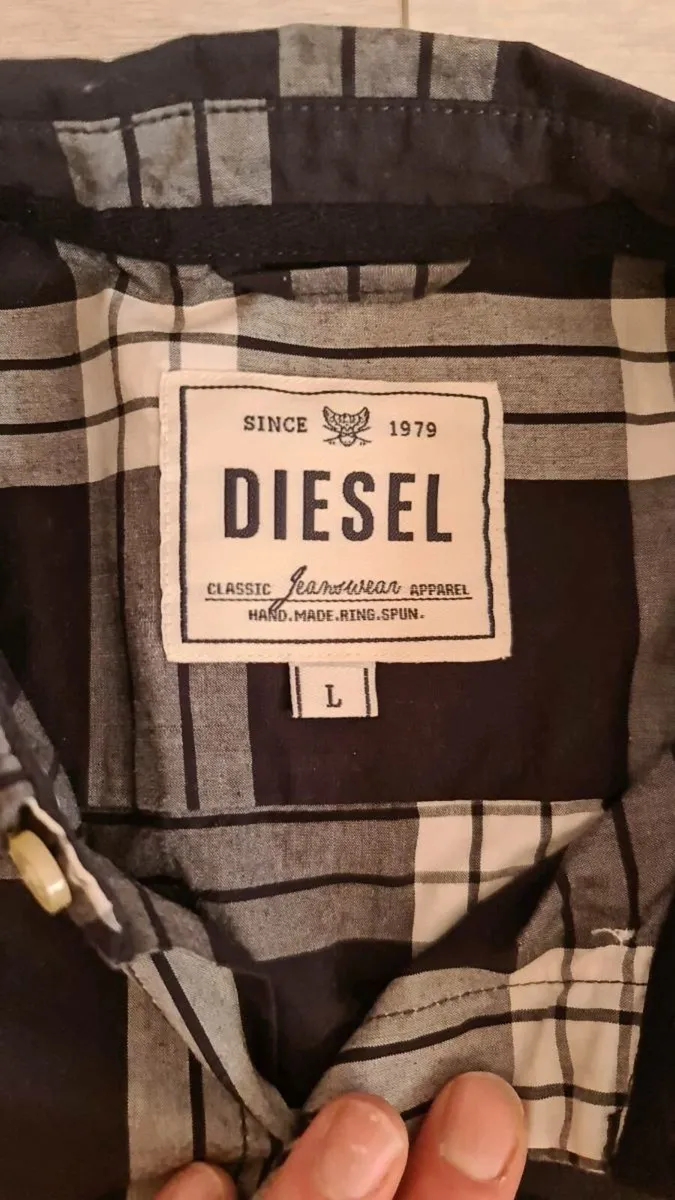 SINCE 1979
DIESEL
CLASSIC Jeanswear APPAREL
HAND.MADE.RING.SPUN.
L